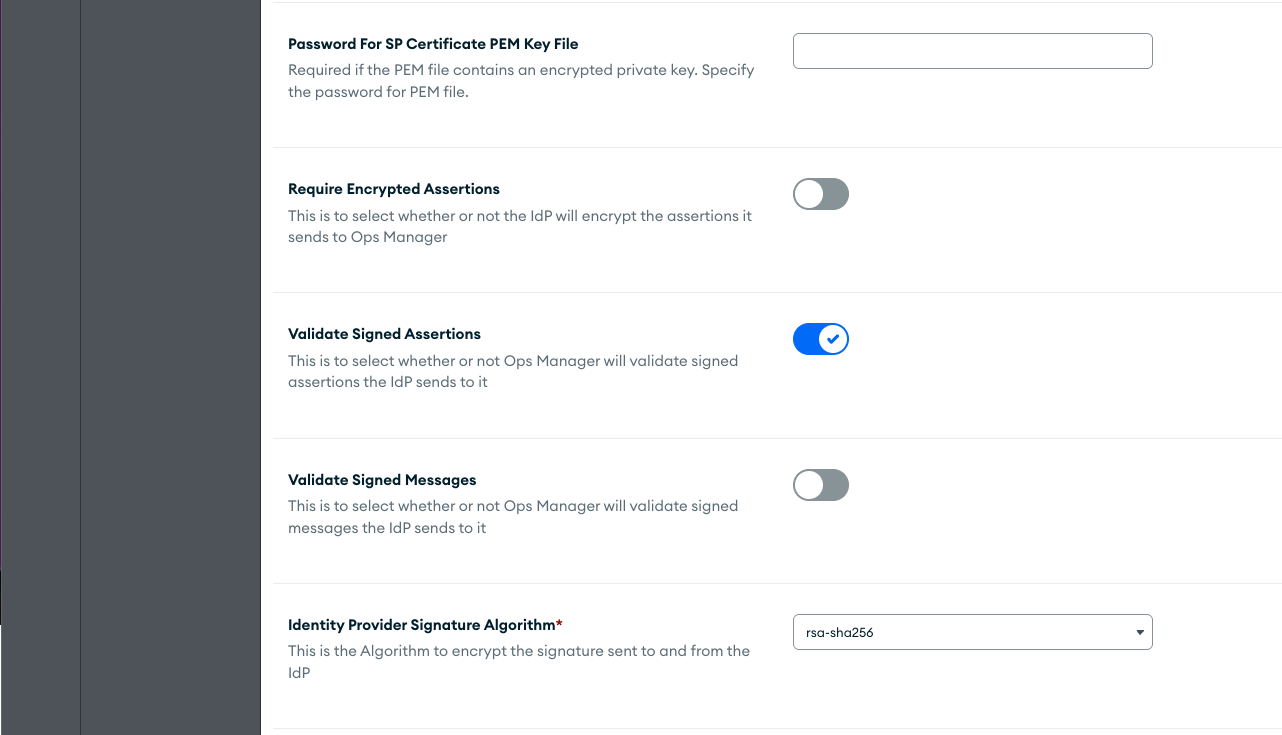 Password For SP Certificate PEM Key File
Required if the PEM file contains an encrypted private key. Specify
the password for PEM file.
Require Encrypted Assertions
This is to select whether or not the IdP will encrypt the assertions it
sends to Ops Manager
Validate Signed Assertions
This is to select whether or not Ops Manager will validate signed
assertions the IdP sends to it
Validate Signed Messages
This is to select whether or not Ops Manager will validate signed
messages the IdP sends to it
Identity Provider Signature Algorithm*
rsa-sha256
This is the Algorithm to encrypt the signature sent to and from the
IdP